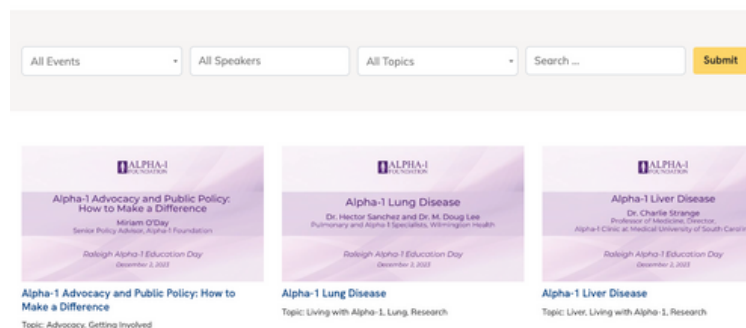 All Events
All Speakers
All Topics
Search ...
Submit
ALPHA-1
FOUNDATION
Alpha-1 Advocacy and Public Policy:
How to Make a Difference
Miriam O'Day
Senior Policy Advisor, Alpha-1 Foundation
Raleigh Alpha-1 Education Day
December 2, 2023
ALPHA-1
FOUNDATION
Alpha-1 Lung Disease
Dr. Hector Sanchez and Dr. M. Doug Lee
Pulmonary and Alpha-1 Specialists, Wilmington Health
Raleigh Alpha-1 Education Day
December 2, 2023
ALPHA-1
FOUNDATION
Alpha-1 Liver Disease
Dr. Charlie Strange
Professor of Medicine, Director,
Alpha-1 Clinic at Medical University of South Carolin
Raleigh Alpha-1 Education Day
December 2, 2023
Alpha-1 Advocacy and Public Policy: How to
Make a Difference
Topic: Advocacy, Getting Involved
Alpha-1 Lung Disease
Topic: Living with Alpha-1, Lung, Research
Alpha-1 Liver Disease
Topic: Liver, Living with Alpha-1, Research